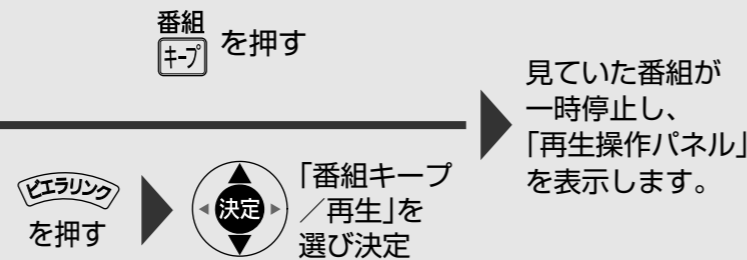 番組
キープ を押す
ビエラリンク
を押す
決定
「番組キープ
／再生」を
選び決定
見ていた番組が
一時停止し、
「再生操作パネル」
を表示します。